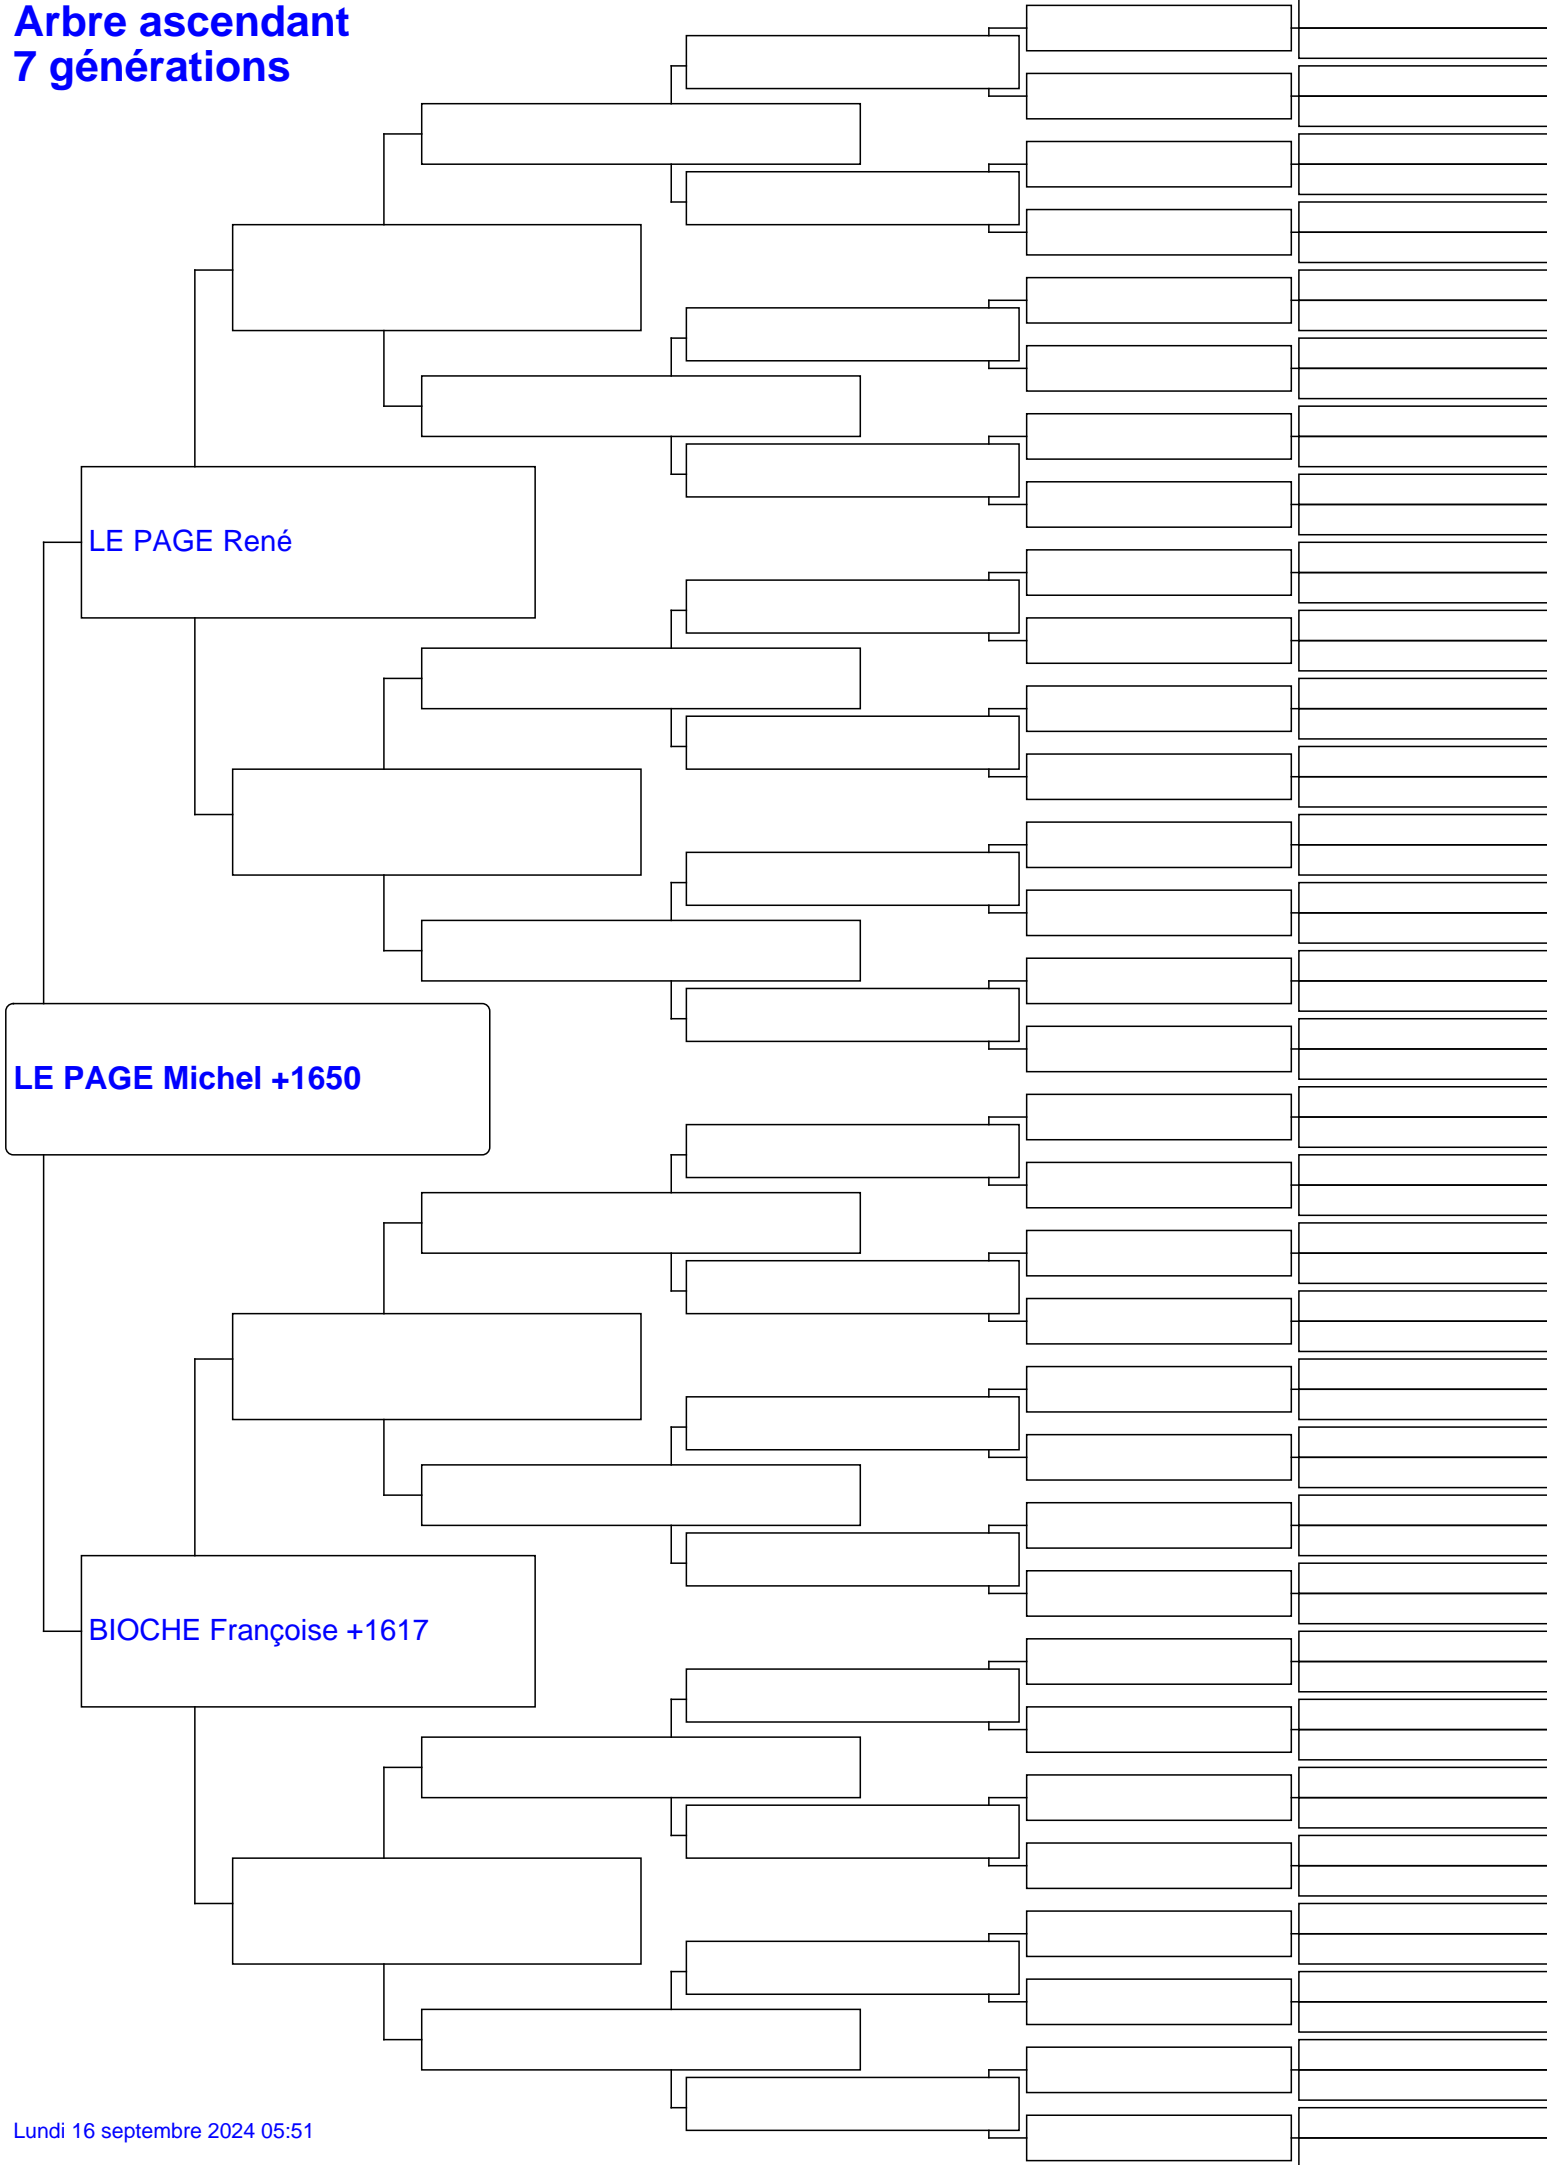 Arbre ascendant
7 générations
LE PAGE René
LE PAGE Michel +1650
BIOCHE Françoise +1617
Lundi 16 septembre 2024 05:51